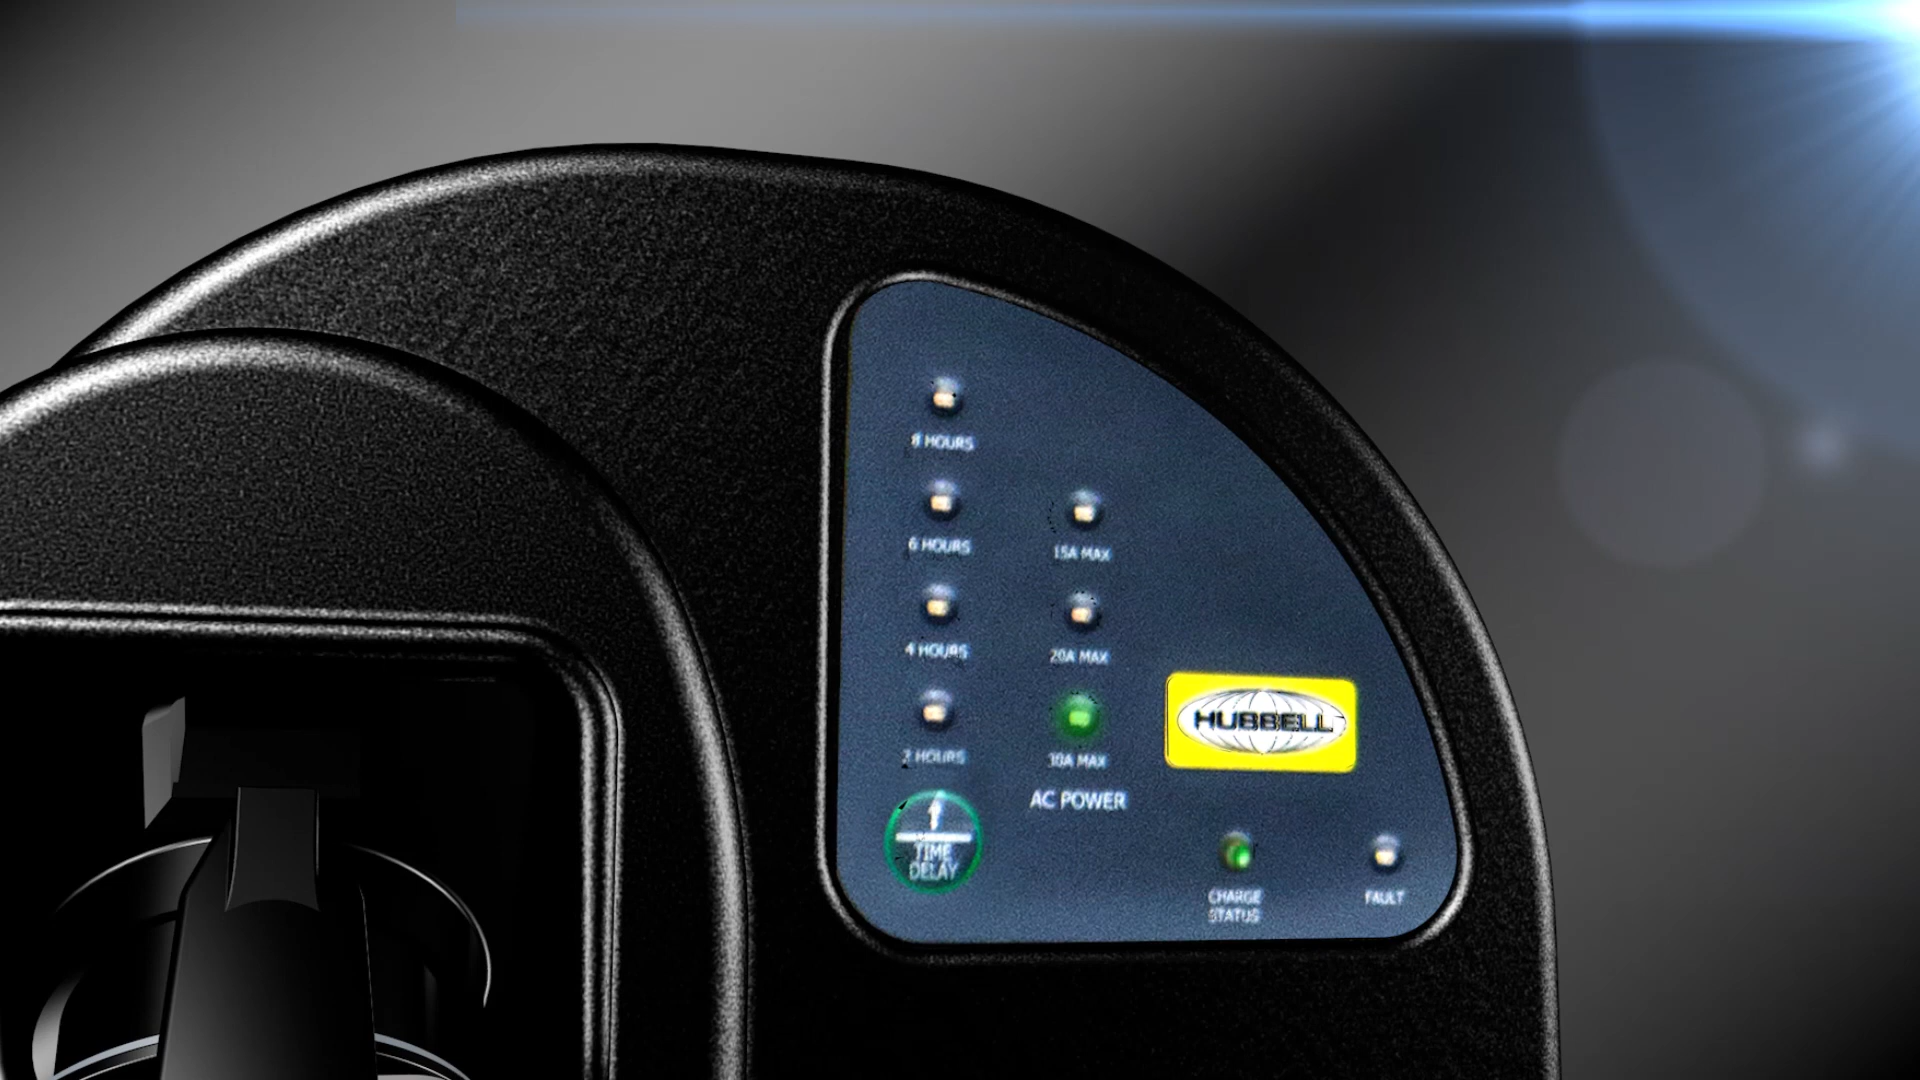 8 HOURS
6 HOURS
15A MAX
4 HOURS
20A MAX
HUBBELL
2 HOURS
30A MAX
AC POWER
TIME
DELAY
CHARGE
STATUS
FAULT